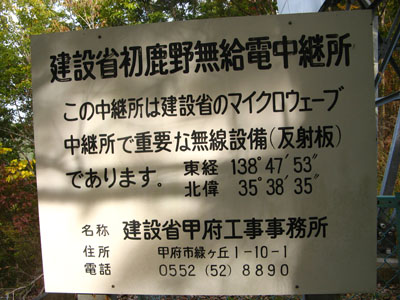 建設省初鹿野無給電中継所
この中継所は建設省のマイクロウェーブ
中継所で重要な無線設備(反射板)
であります。 東経 138°47′53″
北偉 35°38′35″
名称 建設省甲府工事事務所
住所 甲府市緑ヶ丘1-10-1
電話 0552(52)8890